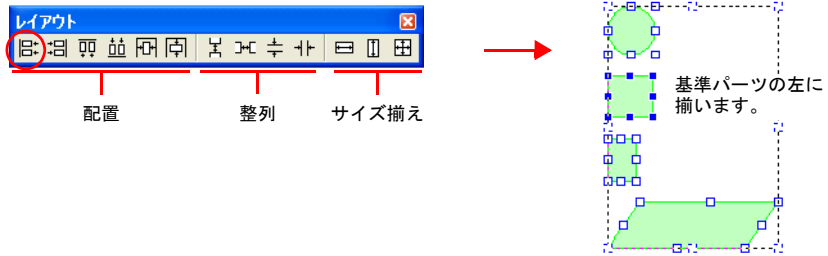 レイアウト
配置
整列
サイズ揃え
基準パーツの左に
揃います。